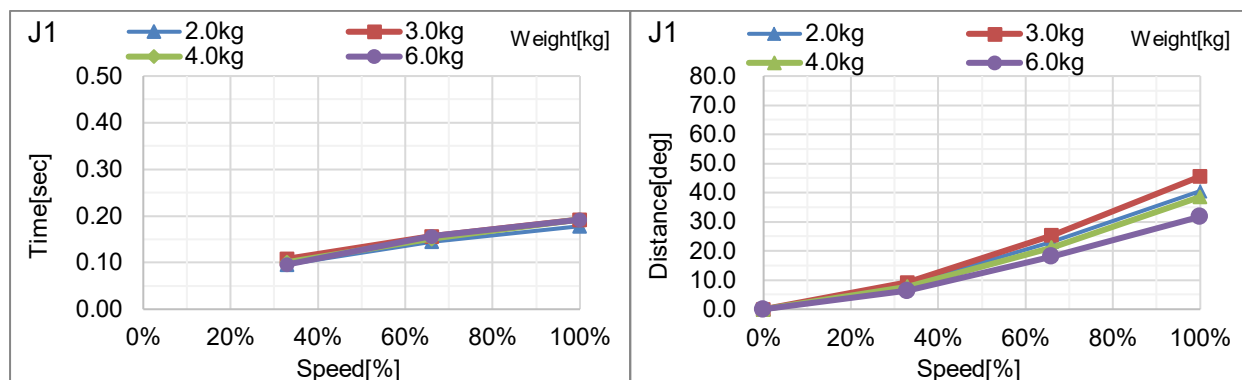 J1
2.0kg 3.0kg Weight[kg]
4.0kg 6.0kg
0.50
0.40
0.30
0.20
0.10
0.00
Time[sec]
0% 20% 40% 60% 80% 100%
Speed[%]
J1
2.0kg 3.0kg Weight[kg]
4.0kg 6.0kg
80.0
70.0
60.0
50.0
40.0
30.0
20.0
10.0
0.0
Distance[deg]
0% 20% 40% 60% 80% 100%
Speed[%]